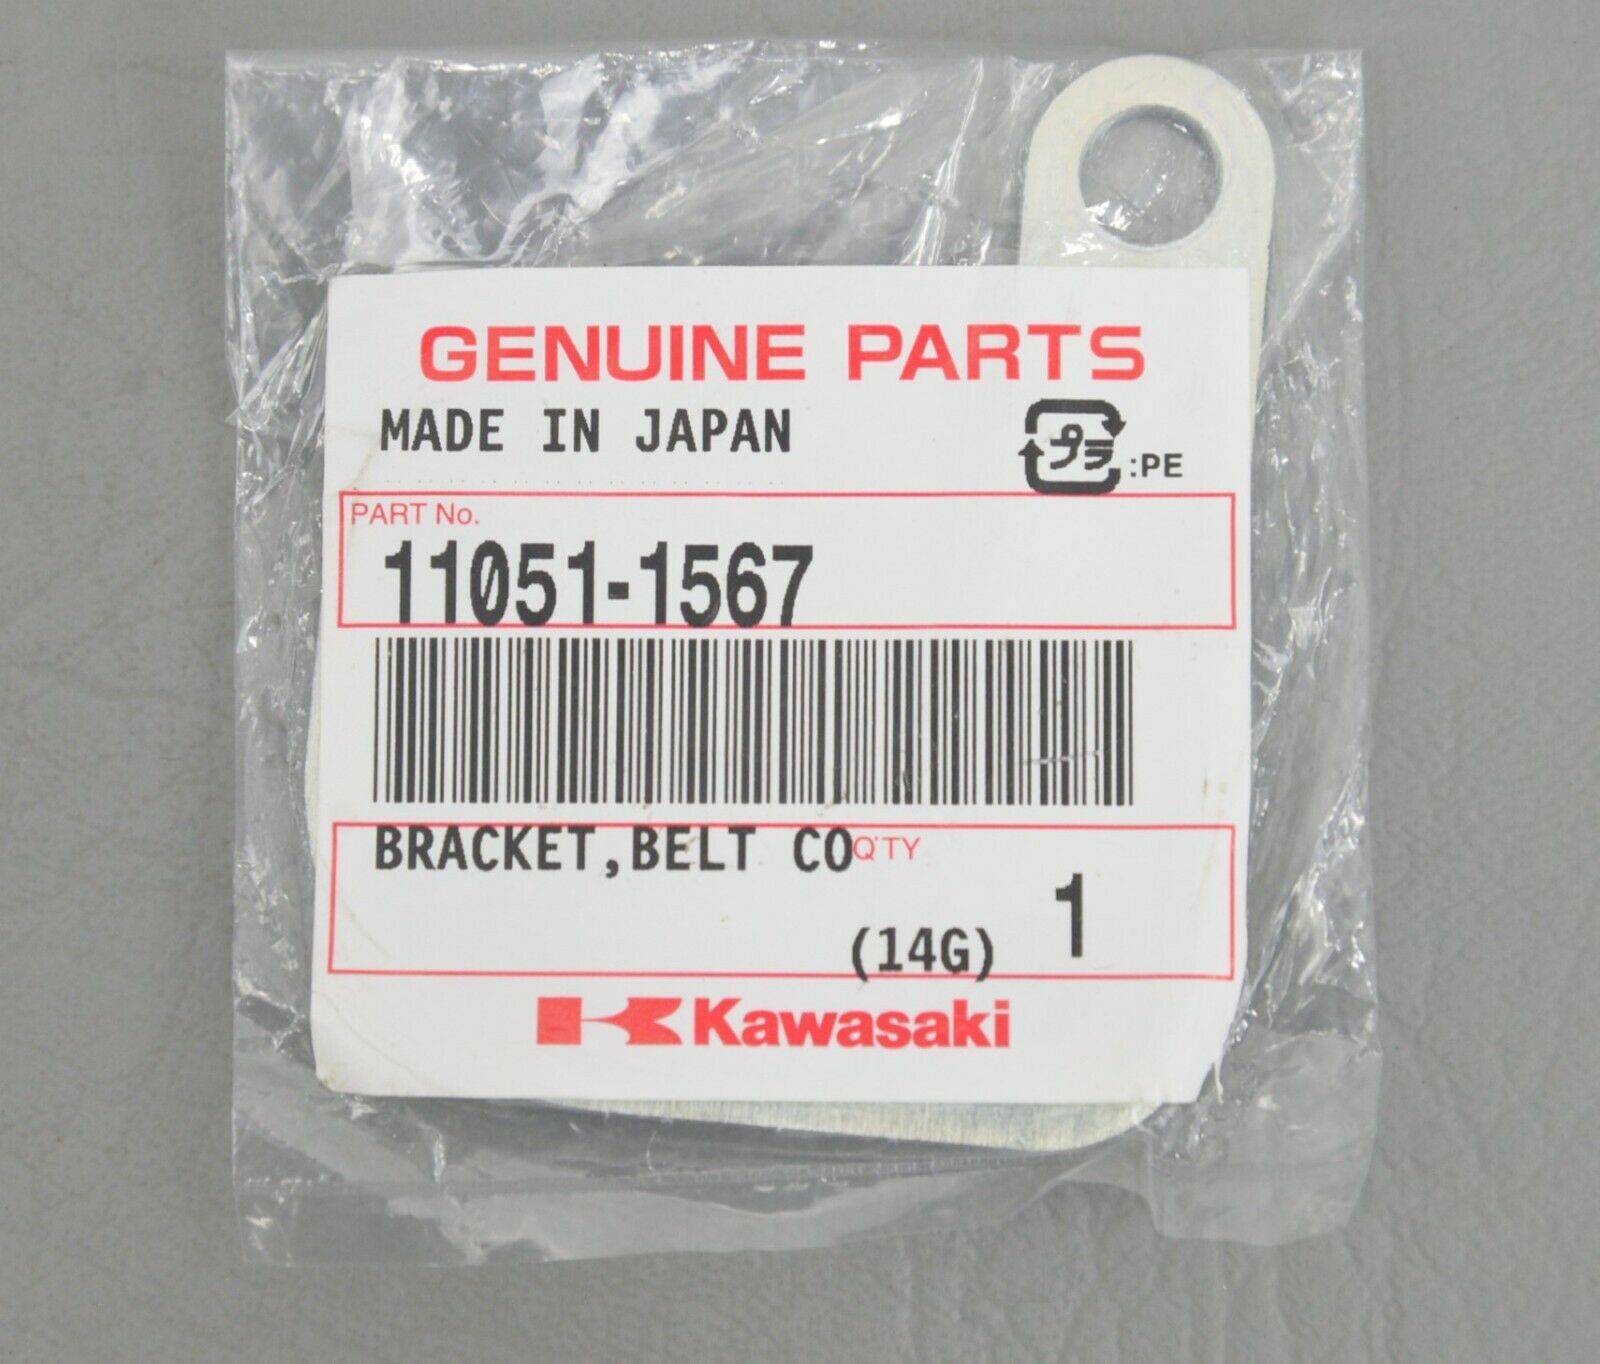 GENUINE PARTS
MADE IN JAPAN
プラ :PE
PART No.
11051-1567
BRACKET,BELT CO Q'TY
(14G) 1
Kawasaki